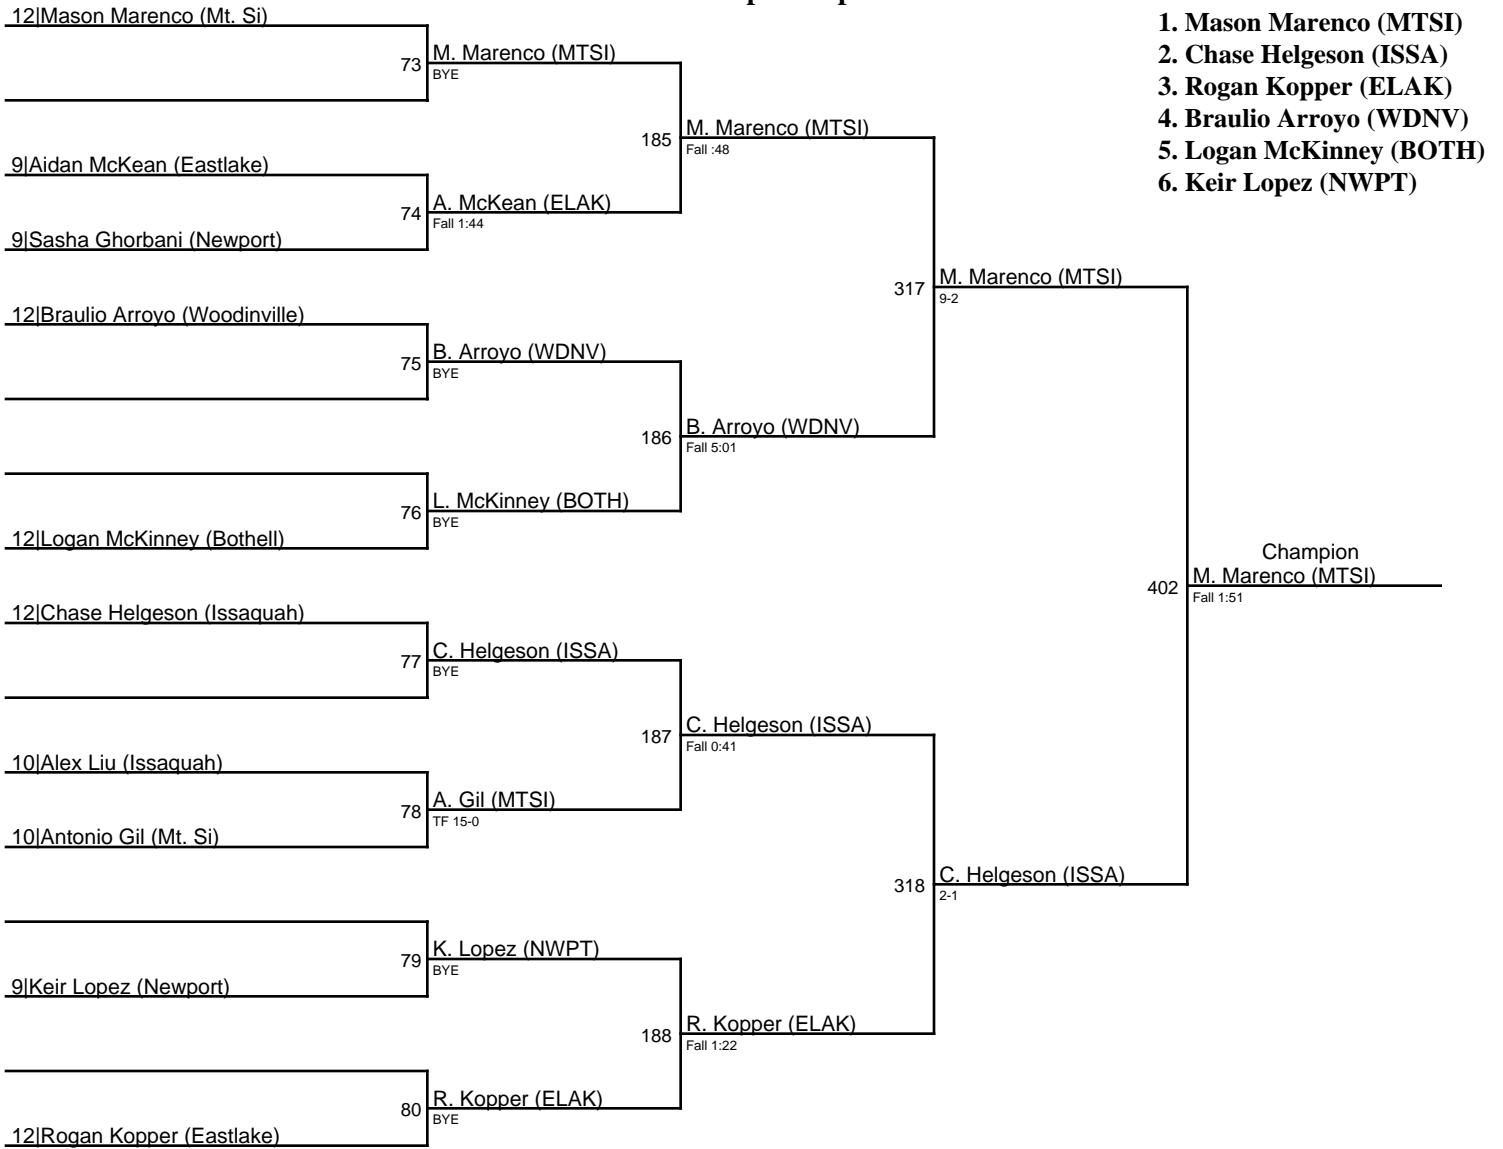 12|Mason Marenco (Mt. Si)
1. Mason Marenco (MTSI)
2. Chase Helgeson (ISSA)
3. Rogan Kopper (ELAK)
4. Braulio Arroyo (WDNV)
5. Logan McKinney (BOTH)
6. Keir Lopez (NWPT)
73 M. Marenco (MTSI)
BYE
185 M. Marenco (MTSI)
Fall :48
9|Aidan McKean (Eastlake)
74 A. McKean (ELAK)
Fall 1:44
9|Sasha Ghorbani (Newport)
317 M. Marenco (MTSI)
9-2
12|Braulio Arroyo (Woodinville)
75 B. Arroyo (WDNV)
BYE
186 B. Arroyo (WDNV)
Fall 5:01
76 L. McKinney (BOTH)
BYE
12|Logan McKinney (Bothell)
Champion
402 M. Marenco (MTSI)
Fall 1:51
12|Chase Helgeson (Issaquah)
77 C. Helgeson (ISSA)
BYE
187 C. Helgeson (ISSA)
Fall 0:41
10|Alex Liu (Issaquah)
78 A. Gil (MTSI)
TF 15-0
10|Antonio Gil (Mt. Si)
318 C. Helgeson (ISSA)
2-1
79 K. Lopez (NWPT)
BYE
9|Keir Lopez (Newport)
188 R. Kopper (ELAK)
Fall 1:22
80 R. Kopper (ELAK)
BYE
12|Rogan Kopper (Eastlake)